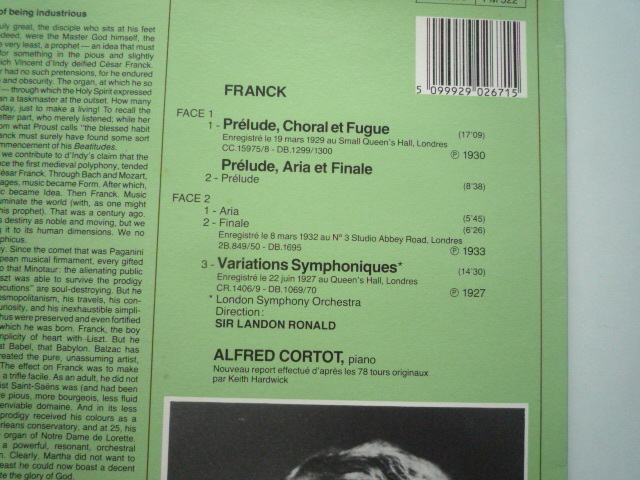 of being industrious
uly great, the disciple who sits at his feet
deed, were the Master God himself, the
very least, a prophet — an idea that must
for something in the pious and slightly
ich Vincent d'Indy deified César Franck.
had no such pretensions, for he endured
and obscurity. The organ, at which he so
— through which the Holy Spirit expressed
an a taskmaster at the outset. How many
day, just to make a living! To recall the
etter part, who merely listened; while her
om what Proust calls "the blessed habit
anck must surely have found some sort
mmencement of his Beatitudes.
we contribute to d'Indy's claim that the
nce the first medieval polyphony, tended
ésar Franck. Through Bach and Mozart,
ages, music became Form. After which,
c became Idea. Then Franck. Music
uminate the world (with, as one might
his prophet). That was a century ago.
s destiny as noble and moving, but we
g it to its human dimensions. We no
phicus.
y. Since the comet that was Paganini
pean musical firmament, every gifted
o that Minotaur: the alienating public
szt was able to survive the prodigy
ecutions" are soul-destroying. But he
smopolitanism, his travels, his con-
uriosity, and his inexhaustible simpli-
thus were preserved and even fortified
which he was born. Franck, the boy
mplicity of heart with Liszt. But he
at Babel, that Babylon. Balzac has
reated the pure, unassuming artist,
The effect on Franck was to make
a trifle facile. As an adult, he did not
ist Saint-Saëns was (and had been
e pious, more bourgeois, less fluid
enviable domain. And in its less
prodigy received his colours as a
rleans conservatory, and at 25, his
organ of Notre Dame de Lorette.
a powerful, resonant, orchestral
n. Clearly, Martha did not want to
east he could now boast a decent
te the glory of God.
5 099929 026715
FRANCK
FACE 1
1 - Prélude, Choral et Fugue (17'09)
Enregistré le 19 mars 1929 au Small Queen's Hall, Londres
CC.15975/8 - DB.1299/1300 ℗ 1930
Prélude, Aria et Finale
2 - Prélude (8'38)
FACE 2
1 - Aria (5'45)
2 - Finale (6'26)
Enregistré le 8 mars 1932 au N° 3 Studio Abbey Road, Londres
2B.849/50 - DB.1695 ℗ 1933
3 - Variations Symphoniques* (14'30)
Enregistré le 22 juin 1927 au Queen's Hall, Londres
CR.1406/9 - DB.1069/70 ℗ 1927
* London Symphony Orchestra
Direction:
SIR LANDON RONALD
ALFRED CORTOT, piano
Nouveau report effectué d'après les 78 tours originaux
par Keith Hardwick